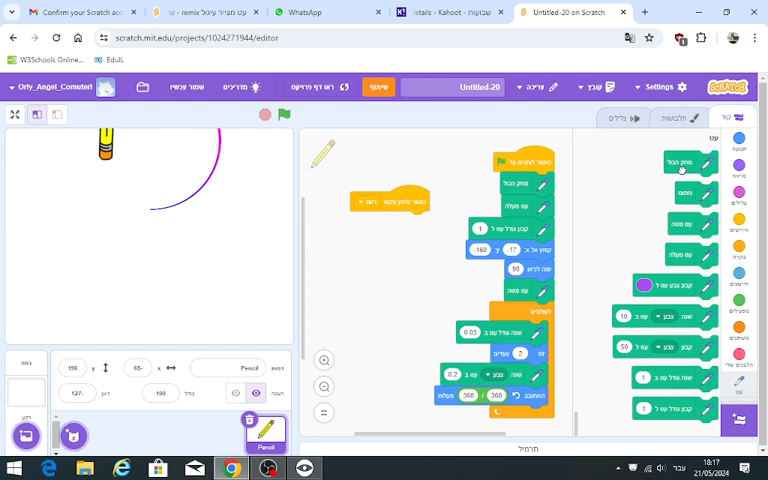 Confirm your Scratch acc
עט מצייר עיגול remix - ש
WhatsApp
Details - Kahoot
Untitled-20 on Scratch
scratch.mit.edu/projects/1024271944/editor
W3Schools Online
EduIL
Settings
קובץ
עריכה
Untitled-20
שיתוף
ראו דף פרויקט
מדריכים
שמור עכשיו
Orly_Angel_Comuterl
קוד
תלבושות
צלילים
תנועה
מראה
צלילים
אירועים
בקרה
חיישנים
מפעילים
משתנים
הלבנים שלי
עט
עט
מחק הכול
חתום
עט מטה
עט מעלה
קבע צבע עט ל
שנה צבע עט ב 10
קבע צבע עט ל 50
שנה גודל עט ב 1
קבע גודל עט ל 1
כאשר לוחצים על
מחק הכול
עט מעלה
קבע גודל עט ל 1
קפוץ אל x: -17 y: -160
פנה לכיוון 90
עט מטה
לעולמים
שנה גודל עט ב 0.03
זוז 2 צעדים
שנה צבע עט ב 0.2
הסתובב 360 / 360 מעלות
כאשר נלחץ מקש רווח
תרמיל
דמות
Pencil
x
65-
y
196
הצגה
גודל
100
כיוון
127-
Pencil
במה
רקע
עבר
18:17
21/05/2024